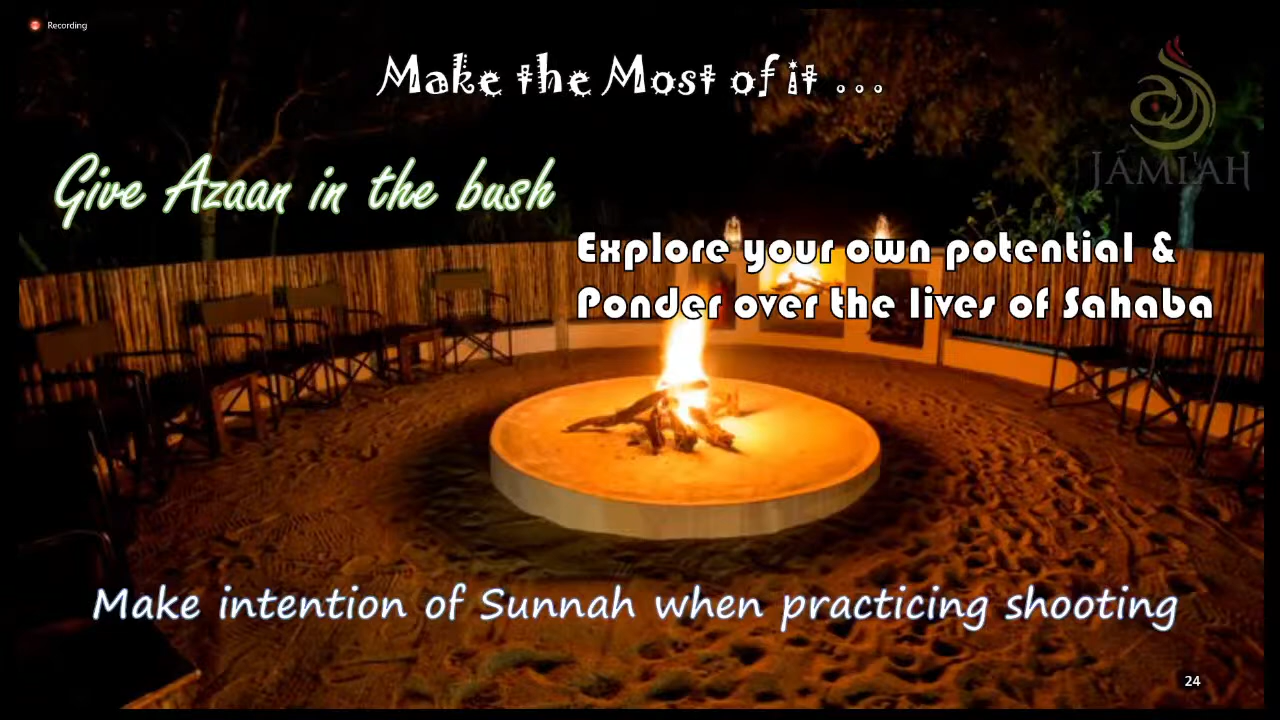 Recording
Make the Most of it ...
JÁMI'AH
Give Azaan in the bush
Explore your own potential &
Ponder over the lives of Sahaba
Make intention of Sunnah when practicing shooting
24